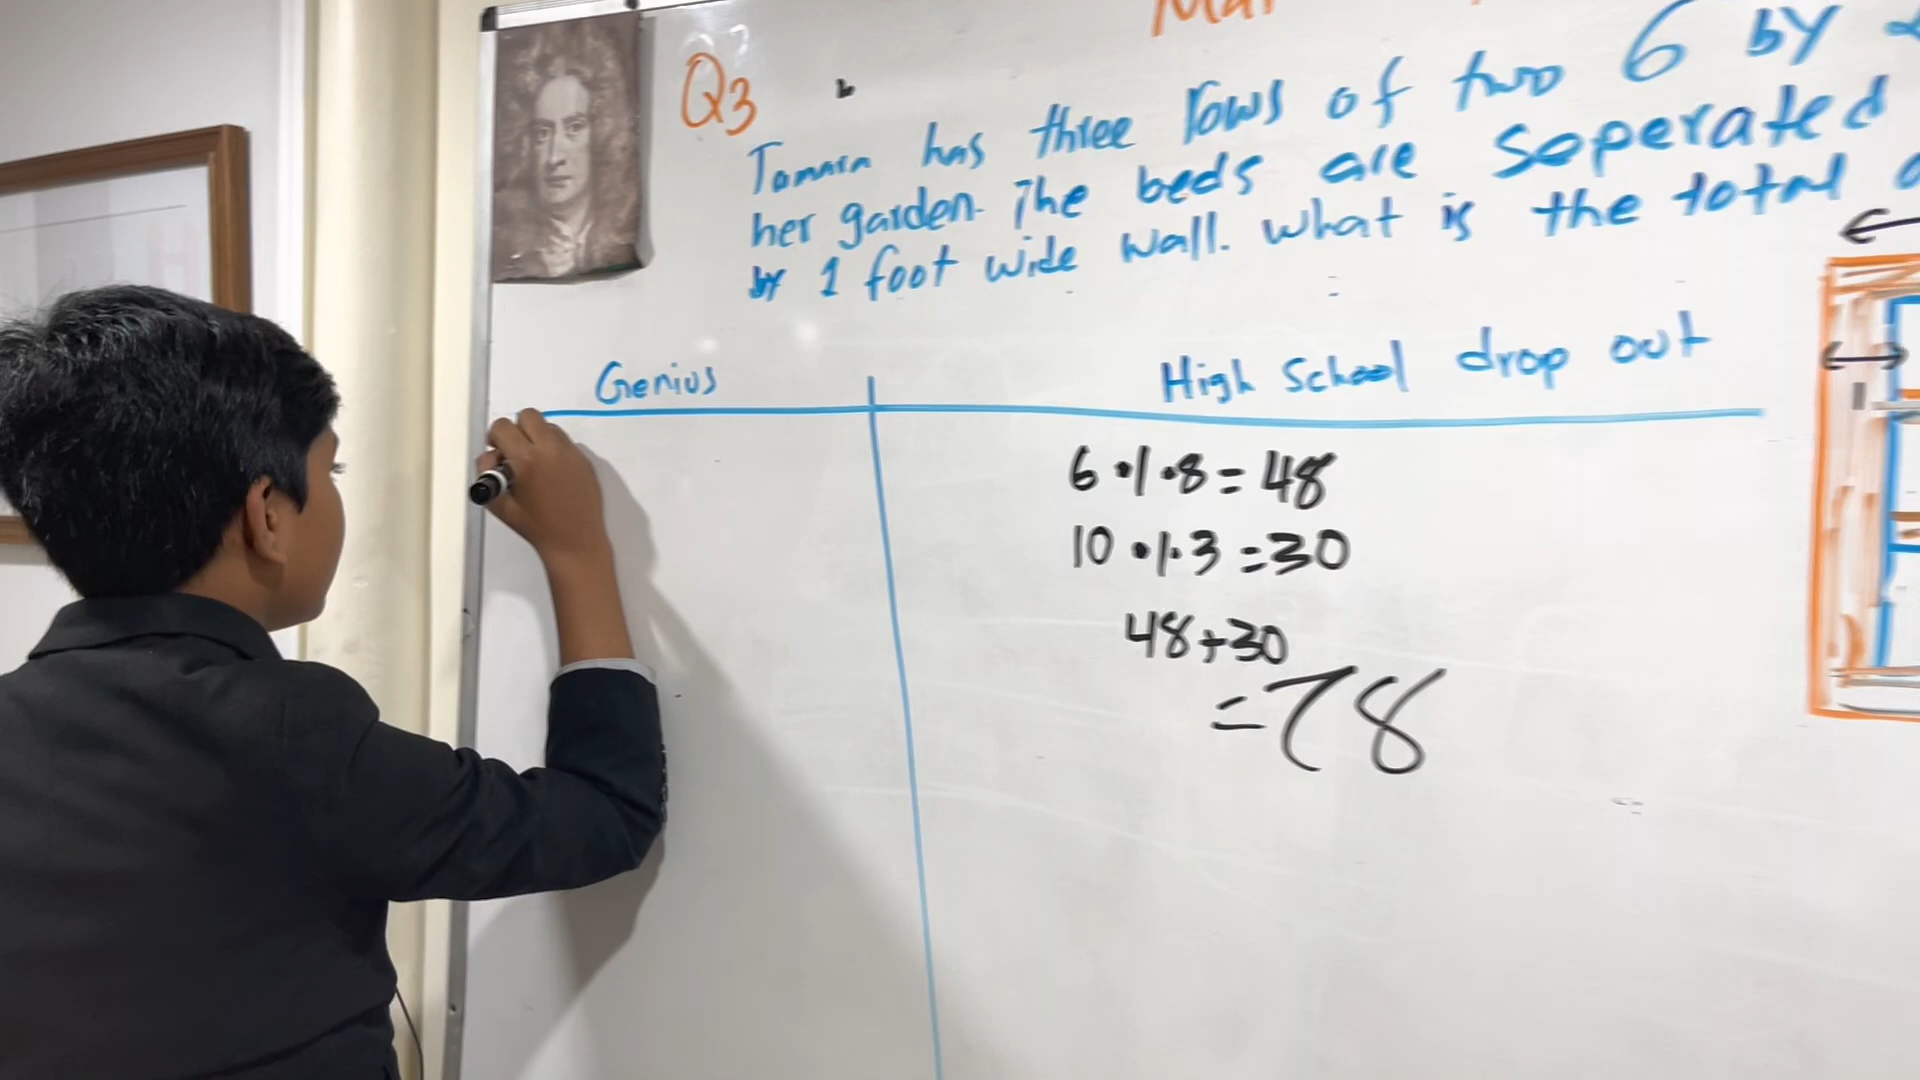 Q3
Tamara has three rows of two 6 by
her garden. The beds are seperated
by 1 foot wide wall. what is the total
Genius
High School drop out
6·1·8=48
10·1·3=30
48+30
=78
1